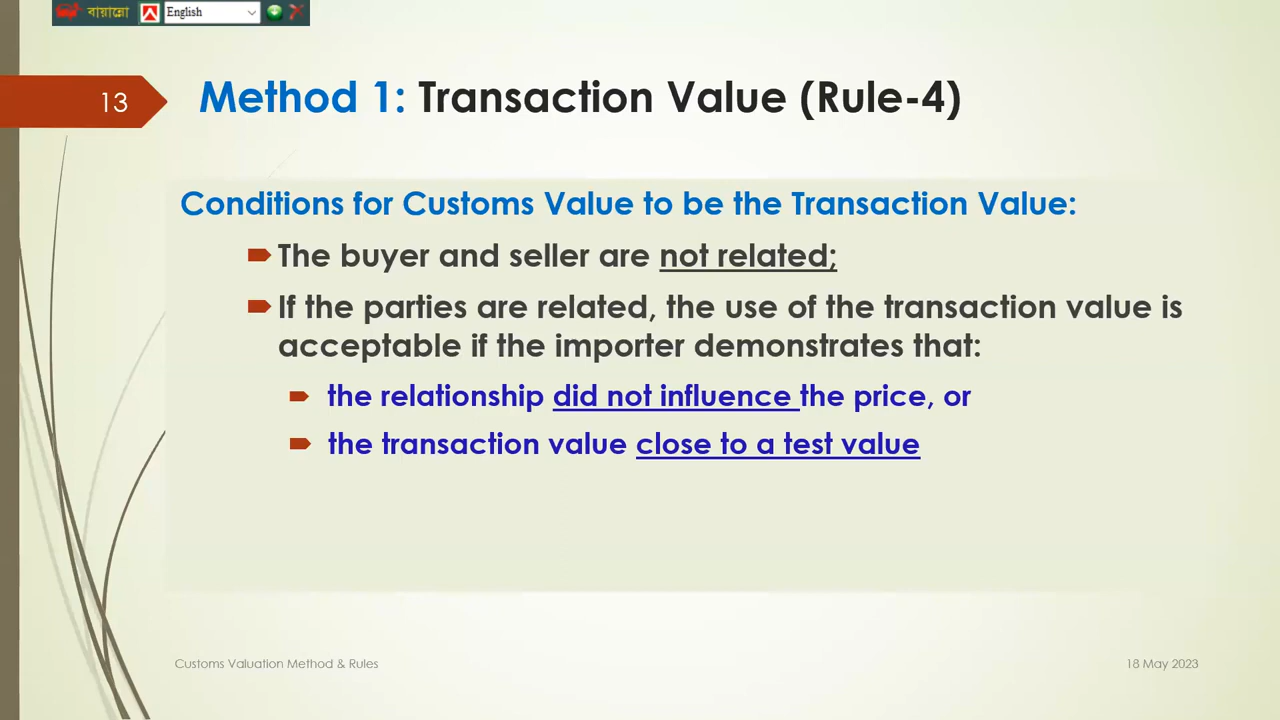 বায়ান্নো English
13
Method 1: Transaction Value (Rule-4)
Conditions for Customs Value to be the Transaction Value:
The buyer and seller are not related;
If the parties are related, the use of the transaction value is
acceptable if the importer demonstrates that:
the relationship did not influence the price, or
the transaction value close to a test value
Customs Valuation Method & Rules
18 May 2023